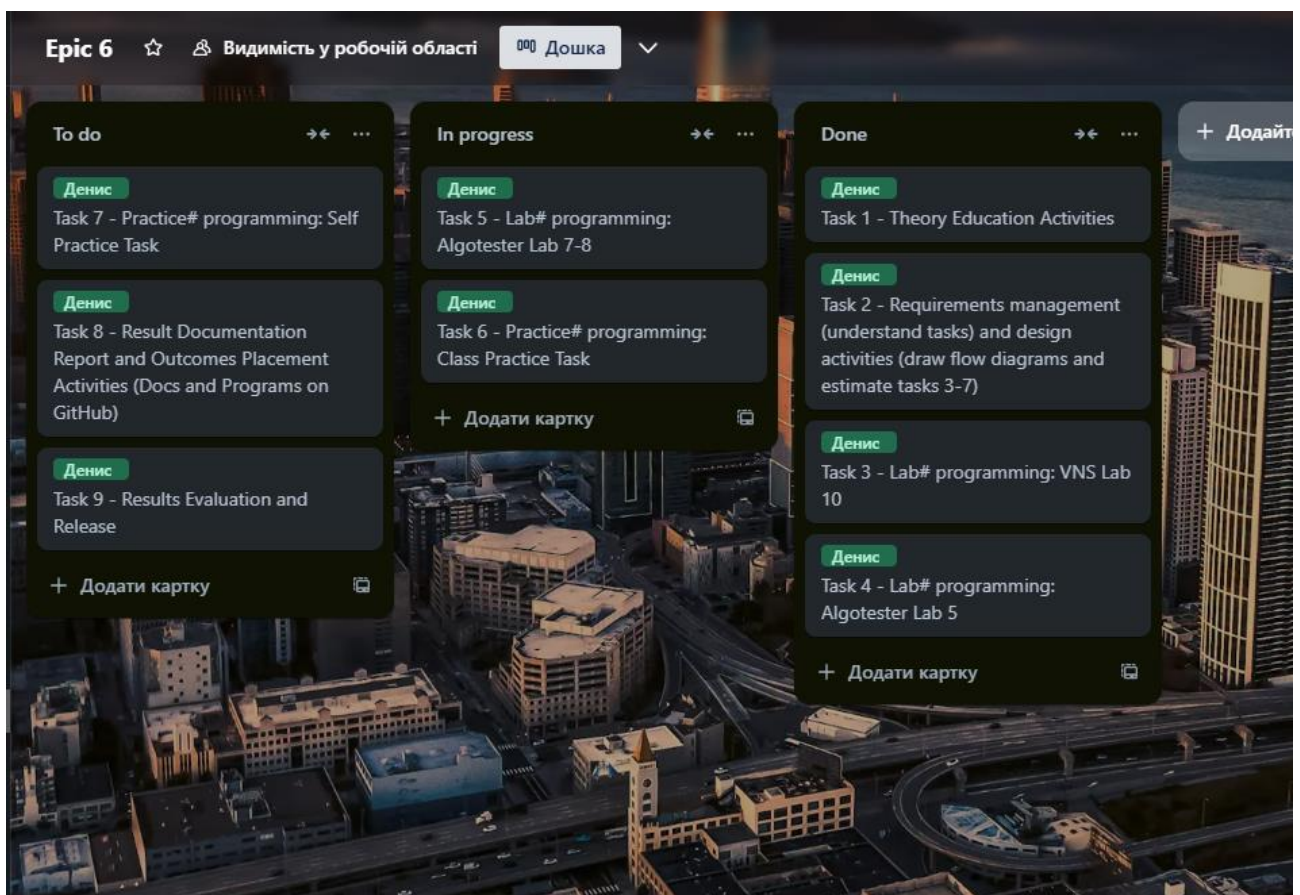 Epic 6
Видимість у робочій області
Дошка
To do
Денис
Task 7 - Practice# programming: Self
Practice Task
Денис
Task 8 - Result Documentation
Report and Outcomes Placement
Activities (Docs and Programs on
GitHub)
Денис
Task 9 - Results Evaluation and
Release
+ Додати картку
In progress
Денис
Task 5 - Lab# programming:
Algotester Lab 7-8
Денис
Task 6 - Practice# programming:
Class Practice Task
+ Додати картку
Done
Денис
Task 1 - Theory Education Activities
Денис
Task 2 - Requirements management
(understand tasks) and design
activities (draw flow diagrams and
estimate tasks 3-7)
Денис
Task 3 - Lab# programming: VNS Lab
10
Денис
Task 4 - Lab# programming:
Algotester Lab 5
+ Додати картку
+ Додайт